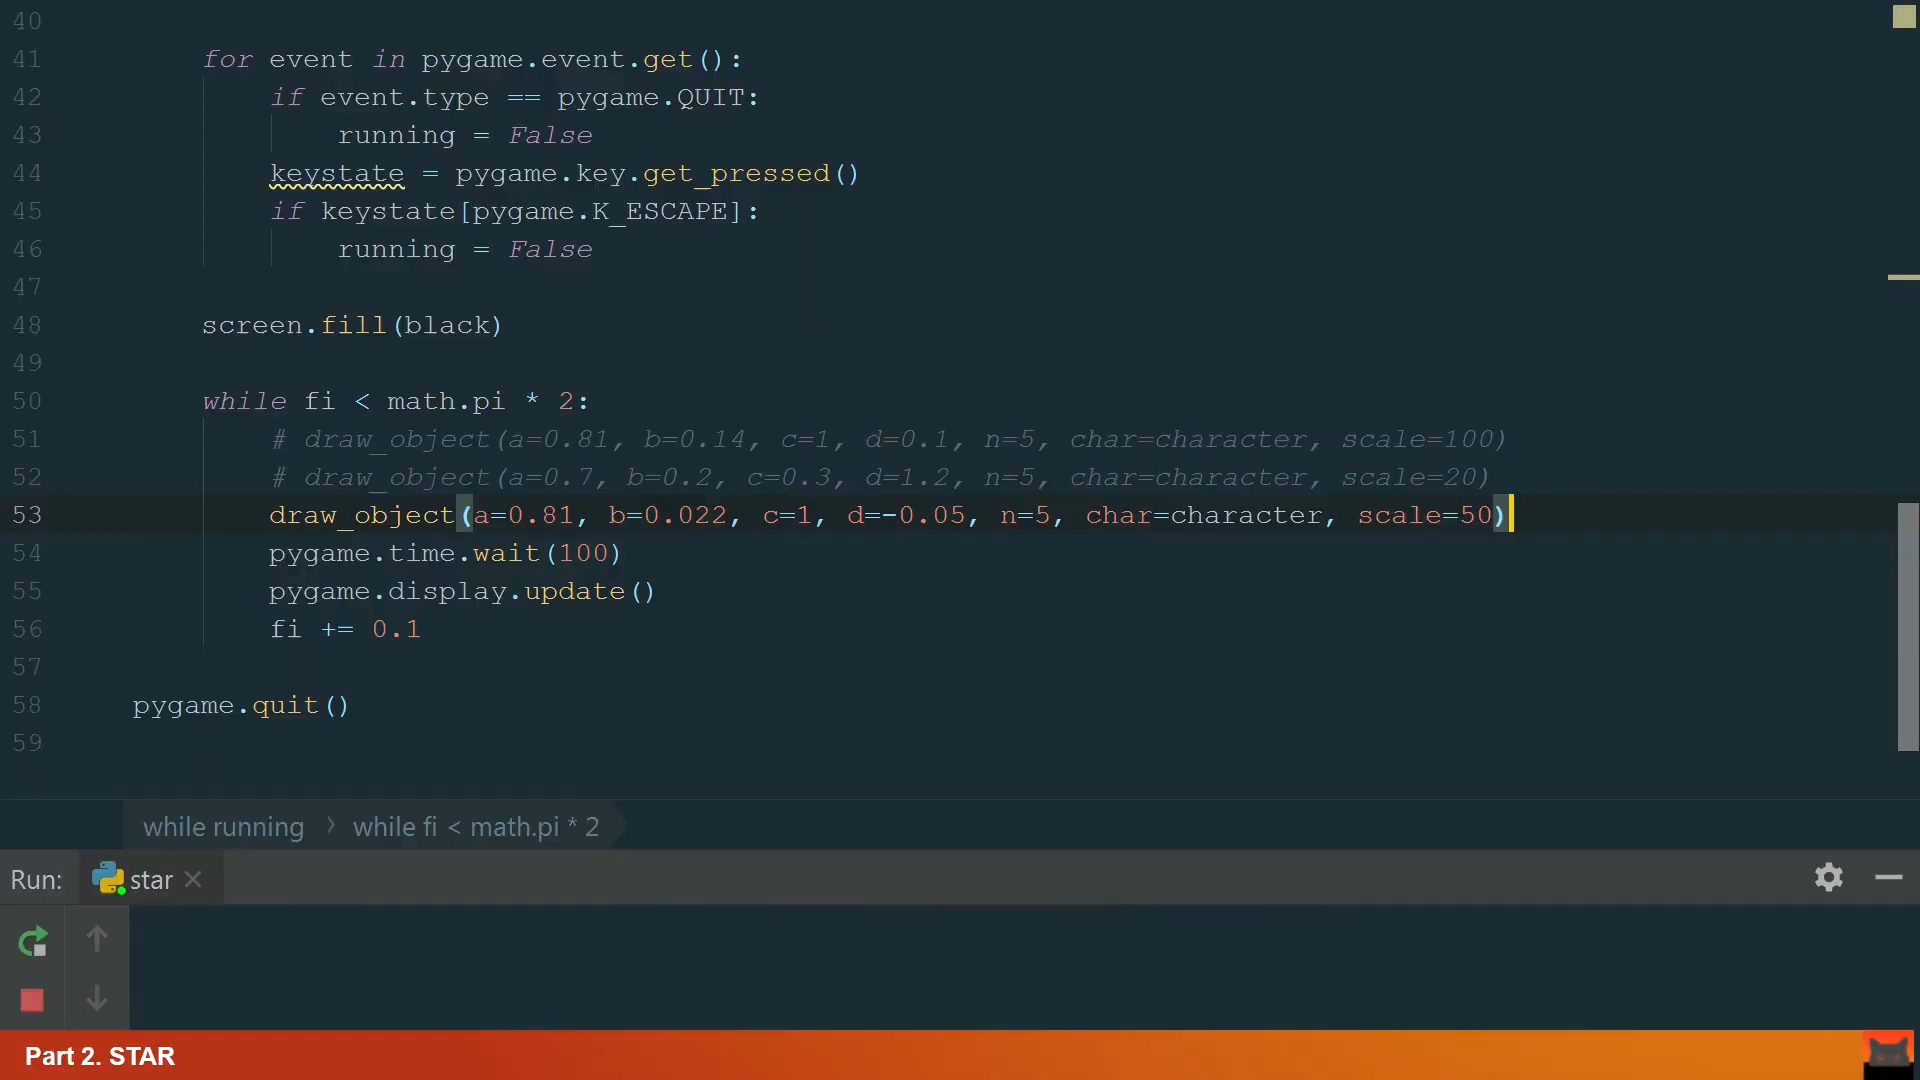 40
41 for event in pygame.event.get():
42 if event.type == pygame.QUIT:
43 running = False
44 keystate = pygame.key.get_pressed()
45 if keystate[pygame.K_ESCAPE]:
46 running = False
47
48 screen.fill(black)
49
50 while fi < math.pi * 2:
51 # draw_object(a=0.81, b=0.14, c=1, d=0.1, n=5, char=character, scale=100)
52 # draw_object(a=0.7, b=0.2, c=0.3, d=1.2, n=5, char=character, scale=20)
53 draw_object(a=0.81, b=0.022, c=1, d=-0.05, n=5, char=character, scale=50)
54 pygame.time.wait(100)
55 pygame.display.update()
56 fi += 0.1
57
58 pygame.quit()
59
while running › while fi < math.pi * 2
Run: star
Part 2. STAR